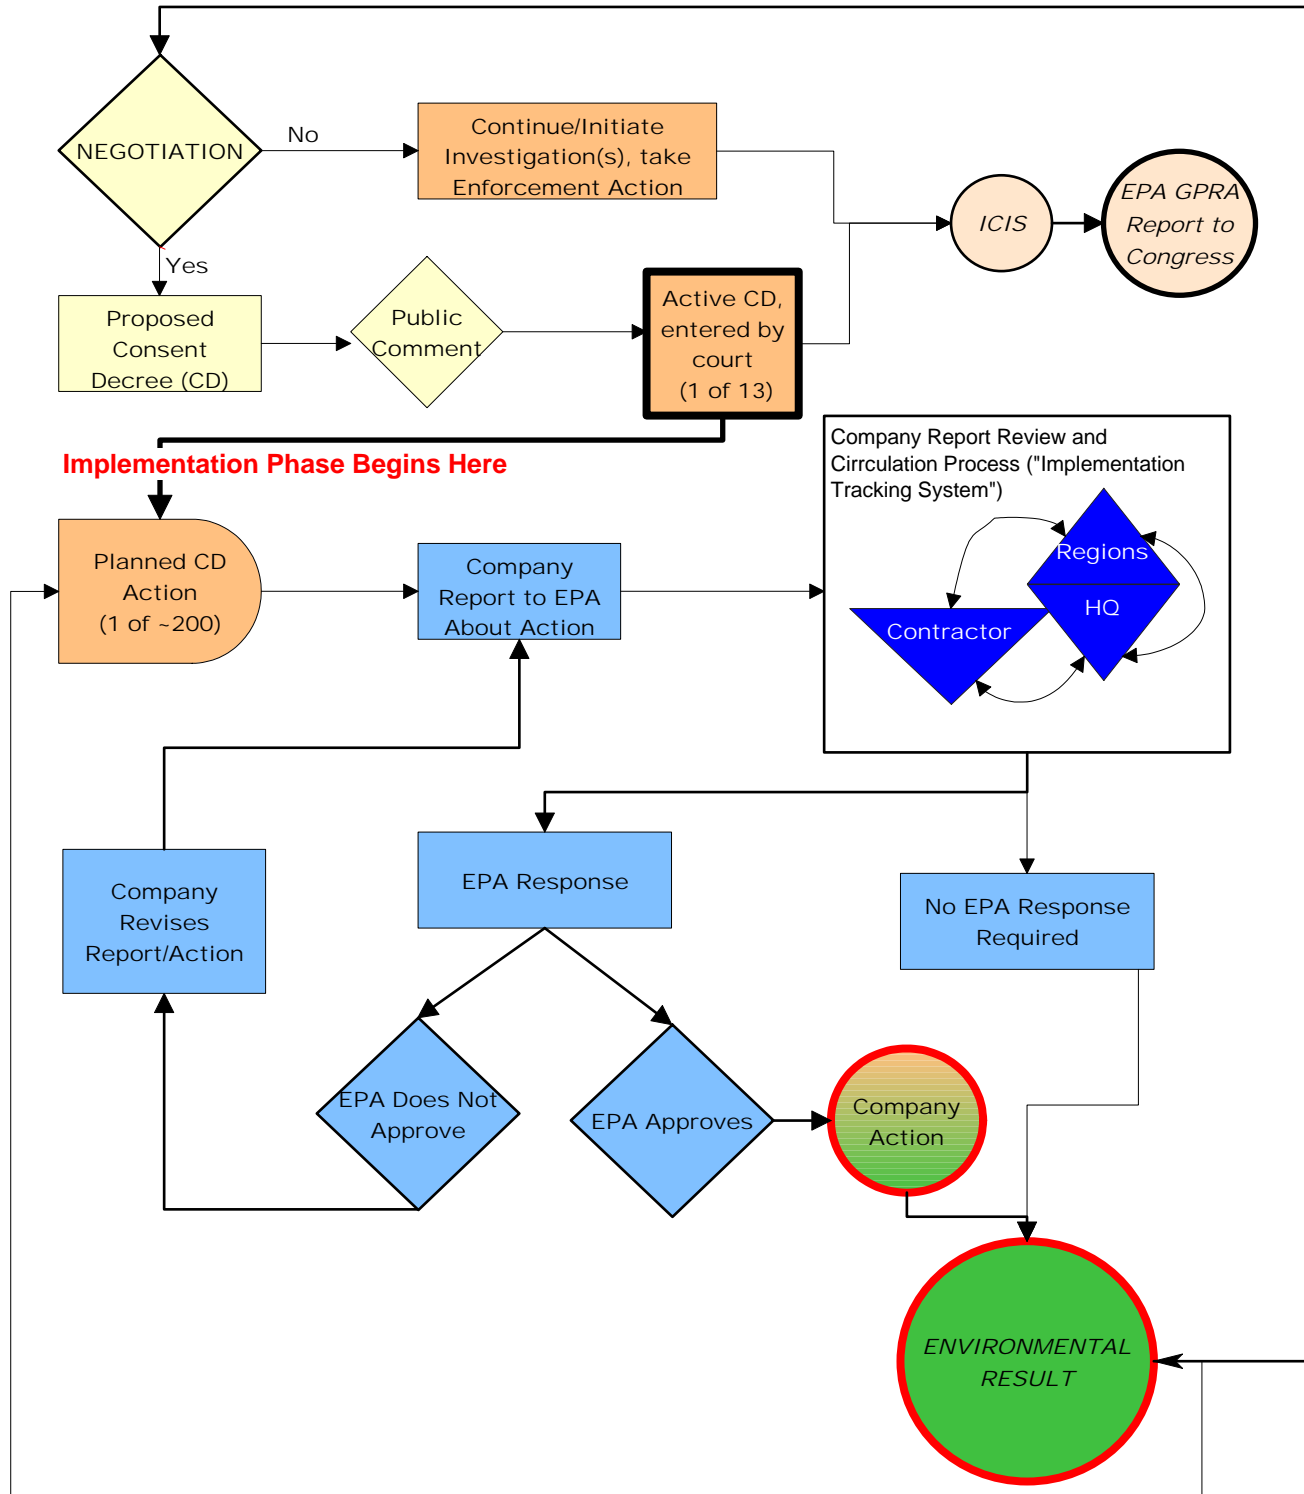 NEGOTIATION
No
Continue/Initiate
Investigation(s), take
Enforcement Action
ICIS
EPA GPRA
Report to
Congress
Yes
Proposed
Consent
Decree (CD)
Public
Comment
Active CD,
entered by
court
(1 of 13)
Implementation Phase Begins Here
Company Report Review and
Cirrculation Process ("Implementation
Tracking System")
Regions
HQ
Contractor
Planned CD
Action
(1 of ~200)
Company
Report to EPA
About Action
Company
Revises
Report/Action
EPA Response
No EPA Response
Required
EPA Does Not
Approve
EPA Approves
Company
Action
ENVIRONMENTAL
RESULT